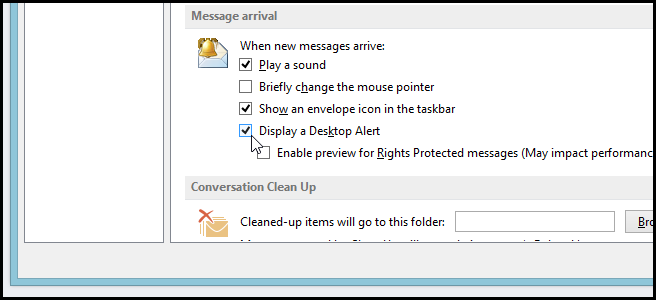 Message arrival
When new messages arrive:
Play a sound
Briefly change the mouse pointer
Show an envelope icon in the taskbar
Display a Desktop Alert
Enable preview for Rights Protected messages (May impact performanc
Conversation Clean Up
Cleaned-up items will go to this folder:
Bro